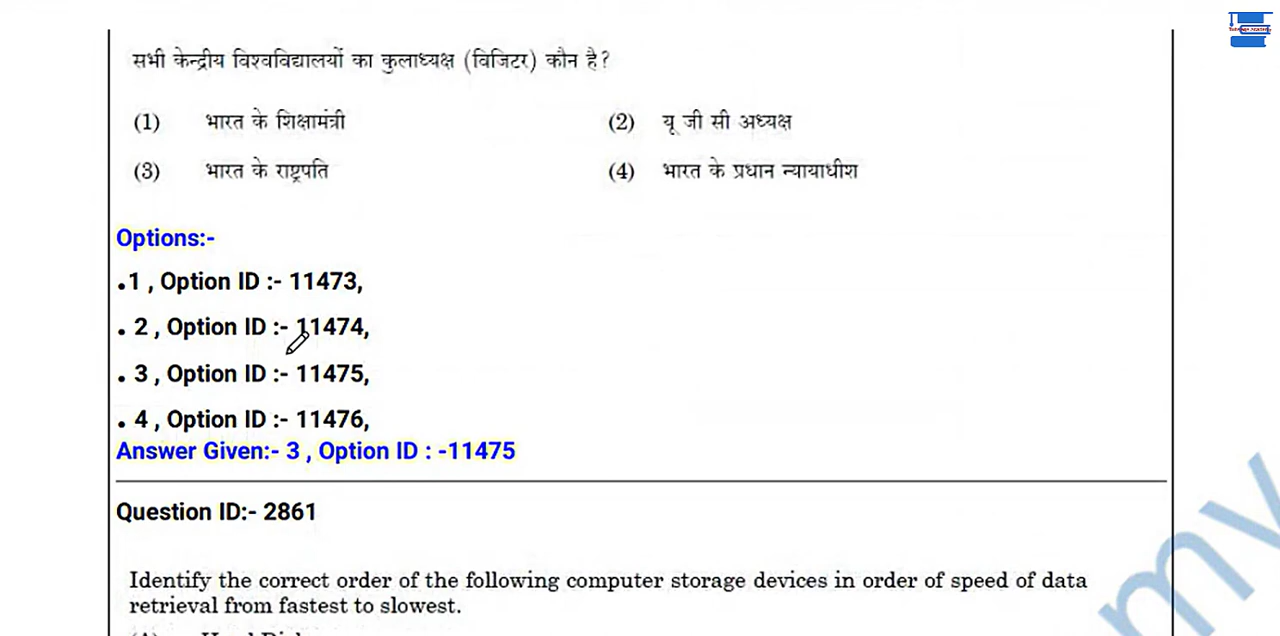 सभी केन्द्रीय विश्वविद्यालयों का कुलाध्यक्ष (विजिटर) कौन है?
(1) भारत के शिक्षामंत्री (2) यू जी सी अध्यक्ष
(3) भारत के राष्ट्रपति (4) भारत के प्रधान न्यायाधीश
Options:-
.1 , Option ID :- 11473,
. 2 , Option ID :- 11474,
. 3 , Option ID :- 11475,
. 4 , Option ID :- 11476,
Answer Given:- 3 , Option ID : -11475
Question ID:- 2861
Identify the correct order of the following computer storage devices in order of speed of data
retrieval from fastest to slowest.
my